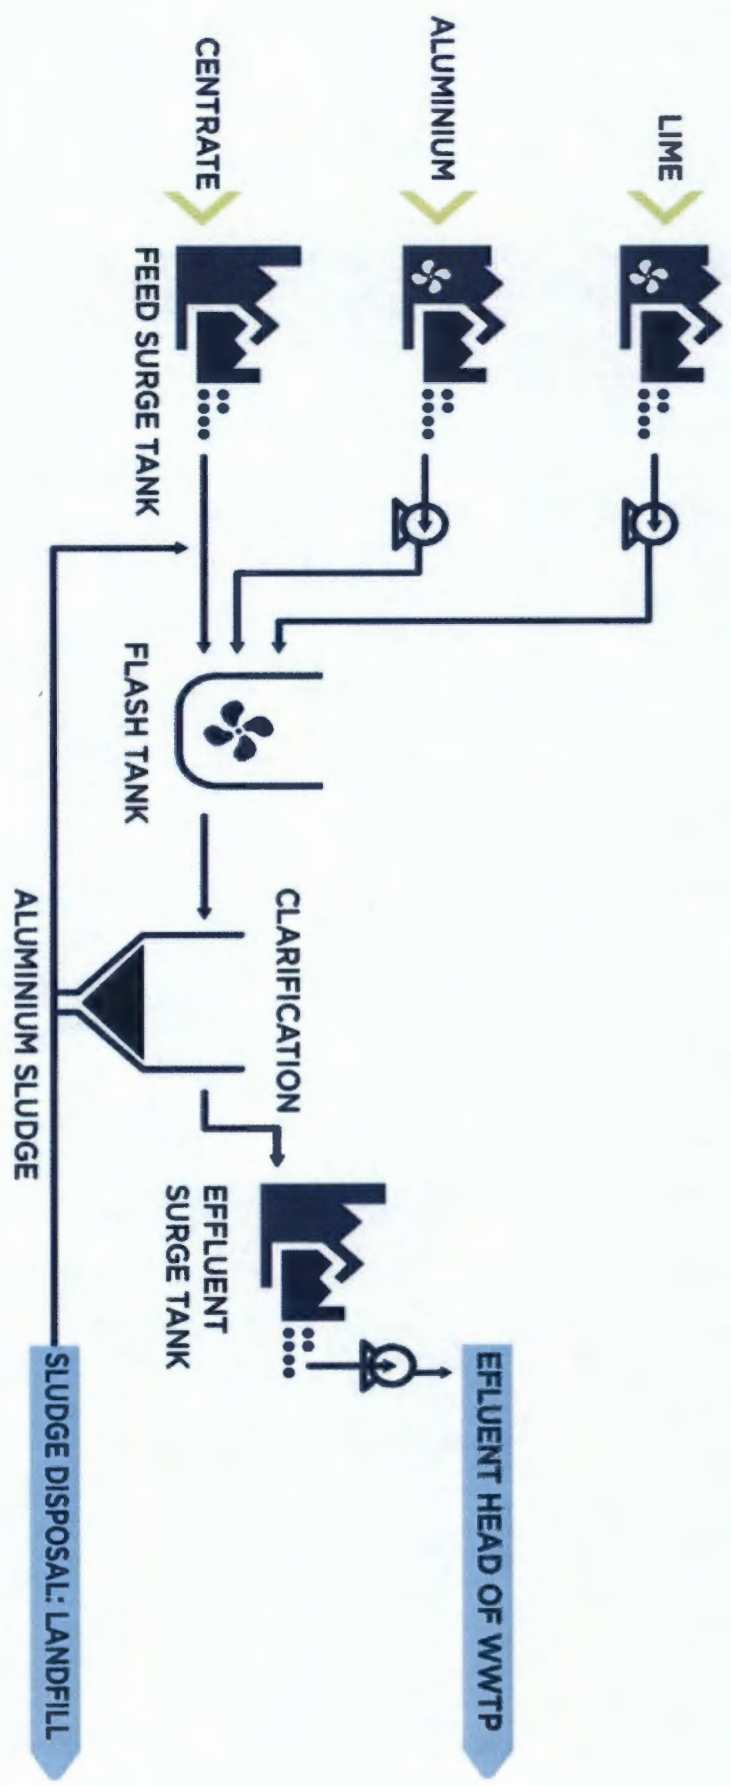 LIME
ALUMINIUM
CENTRATE
FEED SURGE TANK
FLASH TANK
CLARIFICATION
EFFLUENT
SURGE TANK
EFLUENT HEAD OF WWTP
ALUMINIUM SLUDGE
SLUDGE DISPOSAL: LANDFILL